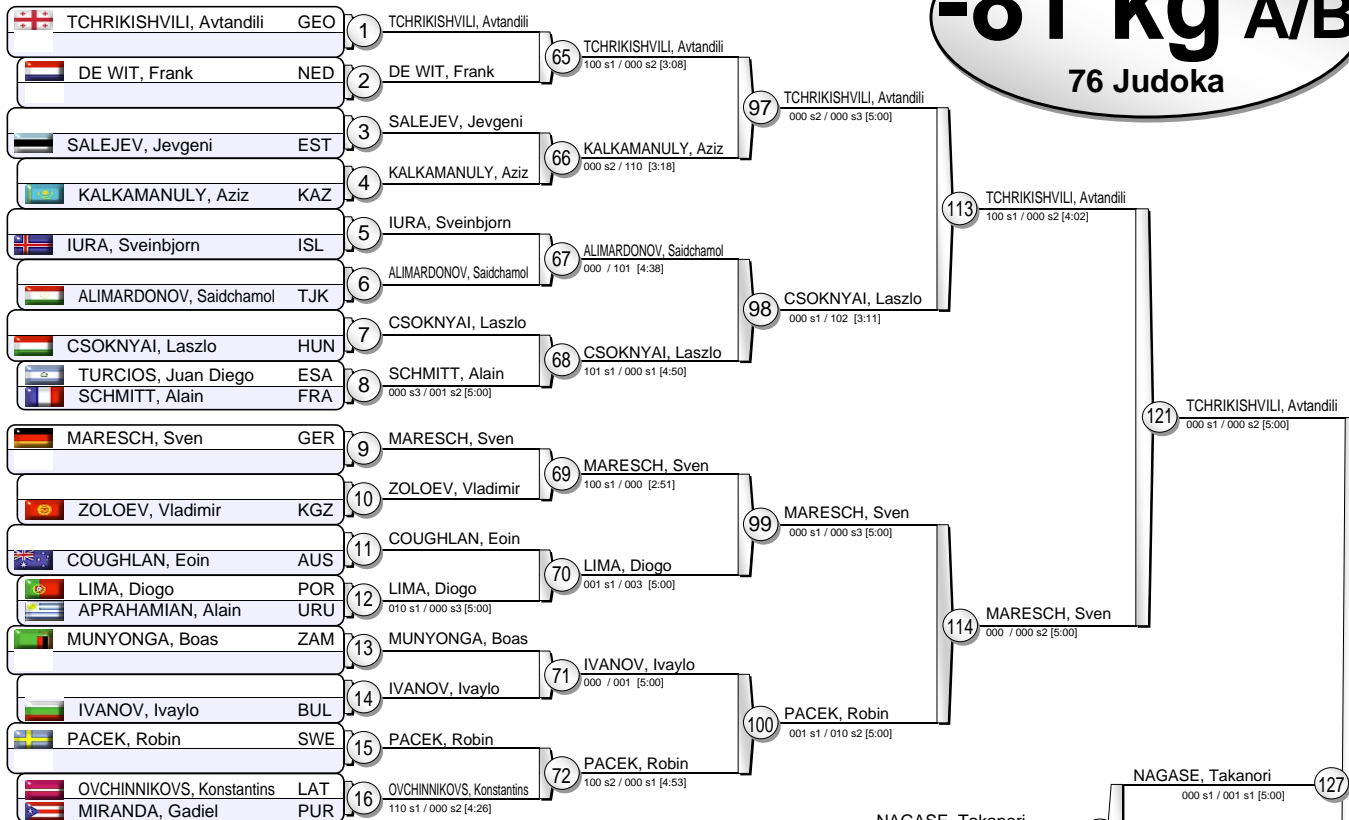 -81 kg A/B
76 Judoka
TCHRIKISHVILI, Avtandili GEO
DE WIT, Frank NED
SALEJEV, Jevgeni EST
KALKAMANULY, Aziz KAZ
IURA, Sveinbjorn ISL
ALIMARDONOV, Saidchamol TJK
CSOKNYAI, Laszlo HUN
TURCIOS, Juan Diego ESA
SCHMITT, Alain FRA
MARESCH, Sven GER
ZOLOEV, Vladimir KGZ
COUGHLAN, Eoin AUS
LIMA, Diogo POR
APRAHAMIAN, Alain URU
MUNYONGA, Boas ZAM
IVANOV, Ivaylo BUL
PACEK, Robin SWE
OVCHINNIKOVS, Konstantins LAT
MIRANDA, Gadiel PUR
1 TCHRIKISHVILI, Avtandili
2 DE WIT, Frank
3 SALEJEV, Jevgeni
4 KALKAMANULY, Aziz
5 IURA, Sveinbjorn
6 ALIMARDONOV, Saidchamol
7 CSOKNYAI, Laszlo
8 SCHMITT, Alain
000 s3 / 001 s2 [5:00]
9 MARESCH, Sven
10 ZOLOEV, Vladimir
11 COUGHLAN, Eoin
12 LIMA, Diogo
010 s1 / 000 s3 [5:00]
13 MUNYONGA, Boas
14 IVANOV, Ivaylo
15 PACEK, Robin
16 OVCHINNIKOVS, Konstantins
110 s1 / 000 s2 [4:26]
65 TCHRIKISHVILI, Avtandili
100 s1 / 000 s2 [3:08]
66 KALKAMANULY, Aziz
000 s2 / 110 [3:18]
67 ALIMARDONOV, Saidchamol
000 / 101 [4:38]
68 CSOKNYAI, Laszlo
101 s1 / 000 s1 [4:50]
69 MARESCH, Sven
100 s1 / 000 [2:51]
70 LIMA, Diogo
001 s1 / 003 [5:00]
71 IVANOV, Ivaylo
000 / 001 [5:00]
72 PACEK, Robin
100 s2 / 000 s1 [4:53]
97 TCHRIKISHVILI, Avtandili
000 s2 / 000 s3 [5:00]
98 CSOKNYAI, Laszlo
000 s1 / 102 [3:11]
99 MARESCH, Sven
000 s1 / 000 s3 [5:00]
100 PACEK, Robin
001 s1 / 010 s2 [5:00]
113 TCHRIKISHVILI, Avtandili
100 s1 / 000 s2 [4:02]
114 MARESCH, Sven
000 / 000 s2 [5:00]
121 TCHRIKISHVILI, Avtandili
000 s1 / 000 s2 [5:00]
NAGASE, Takanori 127
000 s1 / 001 s1 [5:00]
NAGASE, Takanori